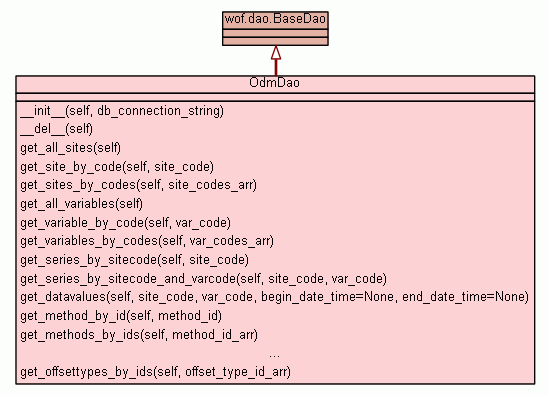 wof.dao.BaseDao
OdmDao
__init__(self, db_connection_string)
__del__(self)
get_all_sites(self)
get_site_by_code(self, site_code)
get_sites_by_codes(self, site_codes_arr)
get_all_variables(self)
get_variable_by_code(self, var_code)
get_variables_by_codes(self, var_codes_arr)
get_series_by_sitecode(self, site_code)
get_series_by_sitecode_and_varcode(self, site_code, var_code)
get_datavalues(self, site_code, var_code, begin_date_time=None, end_date_time=None)
get_method_by_id(self, method_id)
get_methods_by_ids(self, method_id_arr)
...
get_offsettypes_by_ids(self, offset_type_id_arr)